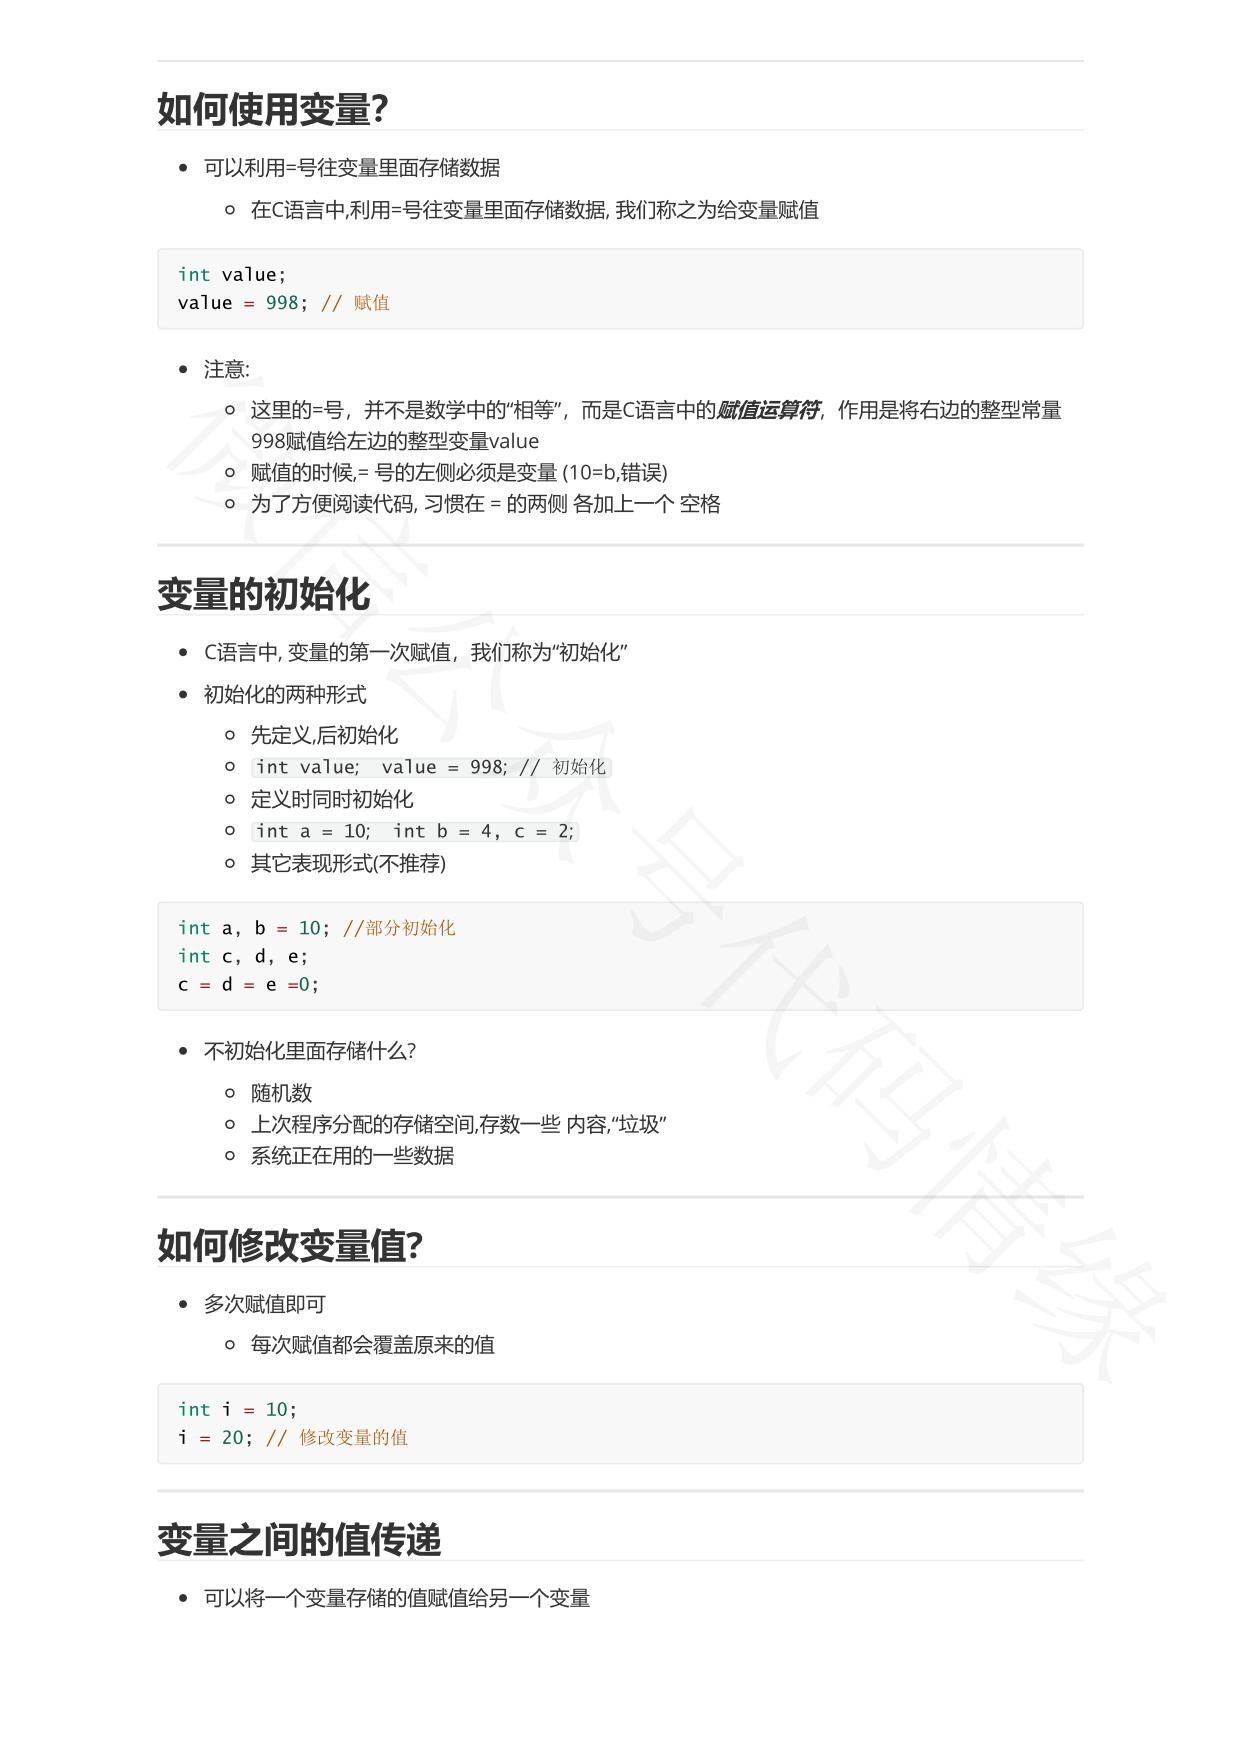 如何使用变量?
可以利用=号往变量里面存储数据
在C语言中,利用=号往变量里面存储数据, 我们称之为给变量赋值
int value;
value = 998; // 赋值
注意:
这里的=号，并不是数学中的“相等”，而是C语言中的赋值运算符，作用是将右边的整型常量
998赋值给左边的整型变量value
赋值的时候,= 号的左侧必须是变量 (10=b,错误)
为了方便阅读代码, 习惯在 = 的两侧 各加上一个 空格
变量的初始化
C语言中, 变量的第一次赋值，我们称为“初始化”
初始化的两种形式
先定义,后初始化
int value;  value = 998; // 初始化
定义时同时初始化
int a = 10;  int b = 4, c = 2;
其它表现形式(不推荐)
int a, b = 10; //部分初始化
int c, d, e;
c = d = e =0;
不初始化里面存储什么?
随机数
上次程序分配的存储空间,存数一些 内容,“垃圾”
系统正在用的一些数据
如何修改变量值?
多次赋值即可
每次赋值都会覆盖原来的值
int i = 10;
i = 20; // 修改变量的值
变量之间的值传递
可以将一个变量存储的值赋值给另一个变量
微信公众号代码情缘